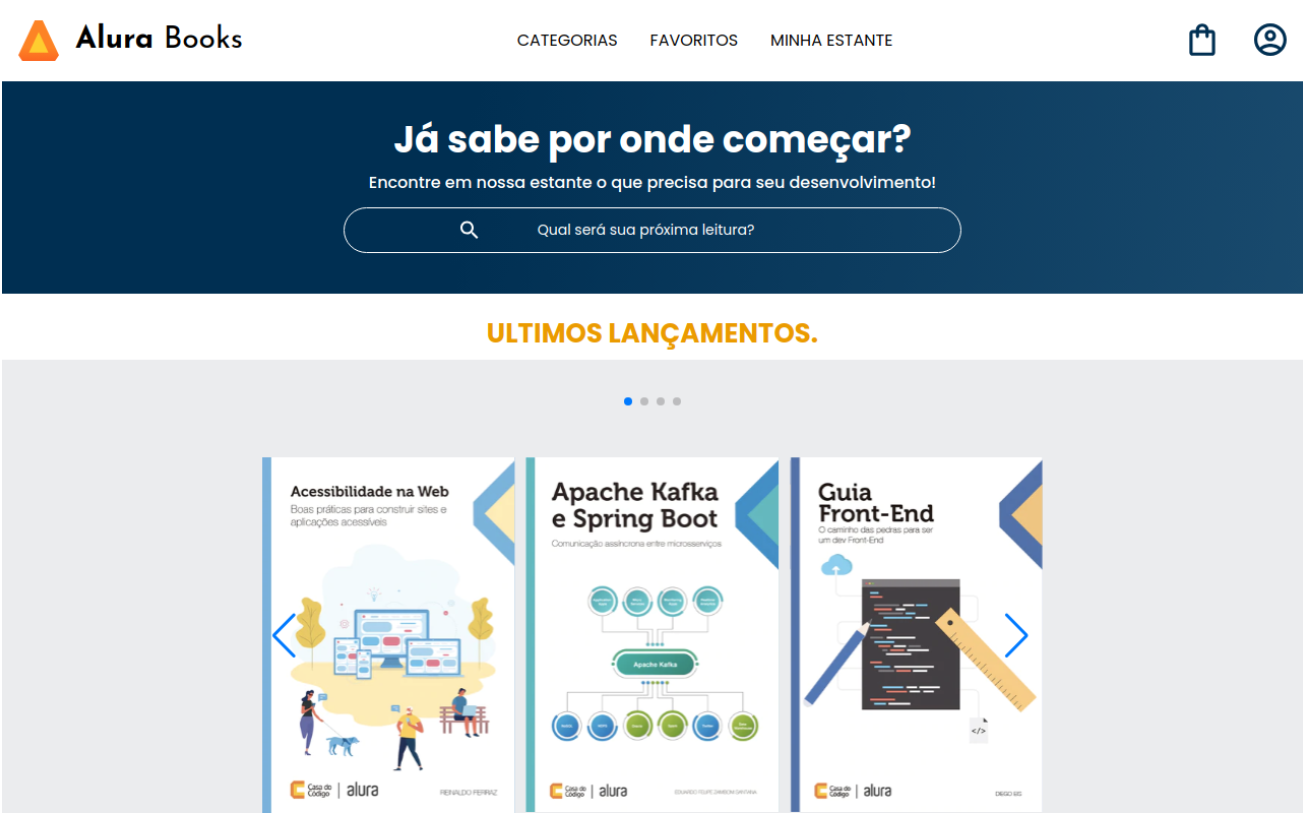 Alura Books
CATEGORIAS FAVORITOS MINHA ESTANTE
Já sabe por onde começar?
Encontre em nossa estante o que precisa para seu desenvolvimento!
Qual será sua próxima leitura?
ULTIMOS LANÇAMENTOS.
Acessibilidade na Web
Boas práticas para construir sites e
aplicações acessíveis
Casa do
Código
alura
REINALDO FERRAZ
Apache Kafka
e Spring Boot
Comunicação assíncrona entre microsserviços
Apache Kafka
Casa do
Código
alura
EDUARDO FELIPE ZAMBOM SANTANA
Guia
Front-End
O caminho das pedras para ser
um dev Front-End
</>
Casa do
Código
alura
DIEGO EIS